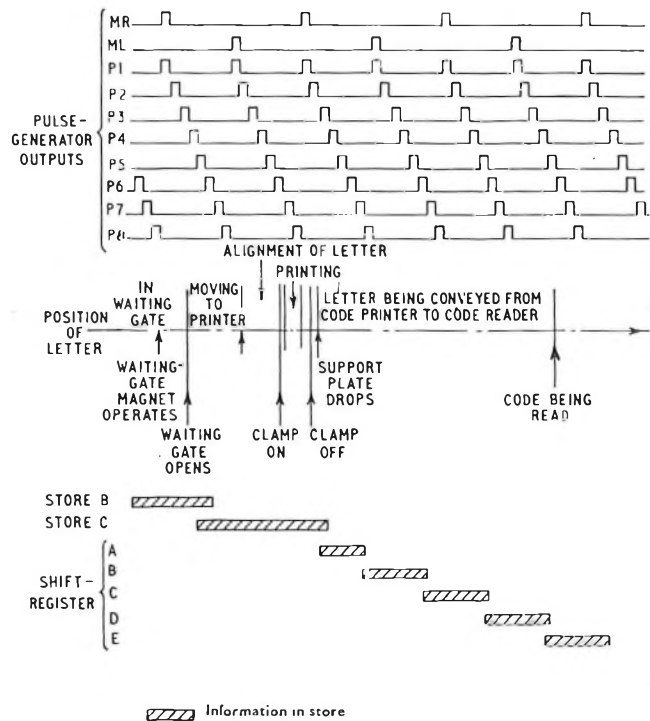 MR
ML
P1
P2
P3
P4
P5
P6
P7
P8
PULSE-
GENERATOR
OUTPUTS
ALIGNMENT OF LETTER
PRINTING
IN
WAITING
GATE
MOVING
TO
PRINTER
LETTER BEING CONVEYED FROM
CODE PRINTER TO CODE READER
POSITION
OF
LETTER
WAITING-
GATE
MAGNET
OPERATES
SUPPORT
PLATE
DROPS
CODE BEING
READ
WAITING
GATE
OPENS
CLAMP
ON
CLAMP
OFF
STORE B
STORE C
SHIFT-
REGISTER
A
B
C
D
E
Information in store